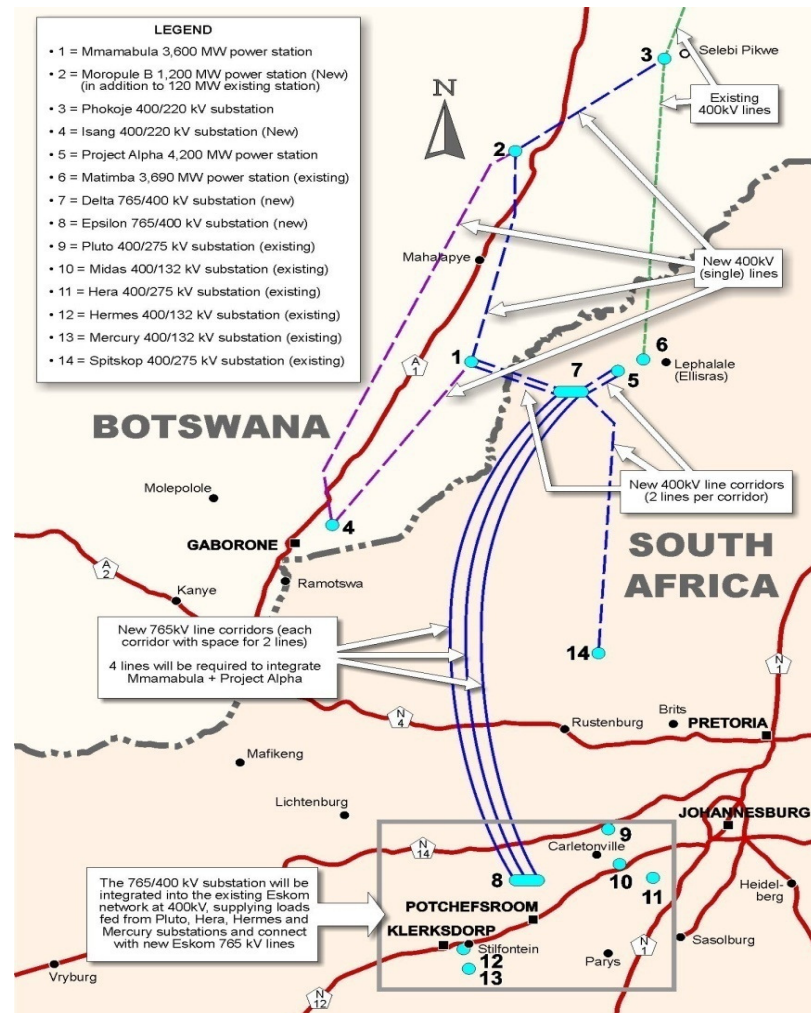 LEGEND
• 1 = Mmamabula 3,600 MW power station
• 2 = Moropule B 1,200 MW power station (New)
(in addition to 120 MW existing station)
• 3 = Phokoje 400/220 kV substation
• 4 = Isang 400/220 kV substation (New)
• 5 = Project Alpha 4,200 MW power station
• 6 = Matimba 3,690 MW power station (existing)
• 7 = Delta 765/400 kV substation (new)
• 8 = Epsilon 765/400 kV substation (new)
• 9 = Pluto 400/275 kV substation (existing)
• 10 = Midas 400/132 kV substation (existing)
• 11 = Hera 400/275 kV substation (existing)
• 12 = Hermes 400/132 kV substation (existing)
• 13 = Mercury 400/132 kV substation (existing)
• 14 = Spitskop 400/275 kV substation (existing)
3
Selebi Pikwe
N
Existing
400kV lines
2
Mahalapye
New 400kV
(single) lines
1
7
5
6
Lephalale
(Ellisras)
A
1
BOTSWANA
Molepolole
4
New 400kV line corridors
(2 lines per corridor)
GABORONE
SOUTH
AFRICA
A
2
Kanye
Ramotswa
New 765kV line corridors (each
corridor with space for 2 lines)
4 lines will be required to integrate
Mmamabula + Project Alpha
14
N
1
N
4
Rustenburg
Brits
PRETORIA
Mafikeng
Lichtenburg
JOHANNESBURG
N
14
9
Carletonville
10
11
8
Heidel-
berg
The 765/400 kV substation will be
integrated into the existing Eskom
network at 400kV, supplying loads
fed from Pluto, Hera, Hermes and
Mercury substations and connect
with new Eskom 765 kV lines
POTCHEFSROOM
KLERKSDORP
Stilfontein
12
13
Parys
N
1
Sasolburg
Vryburg
N
12